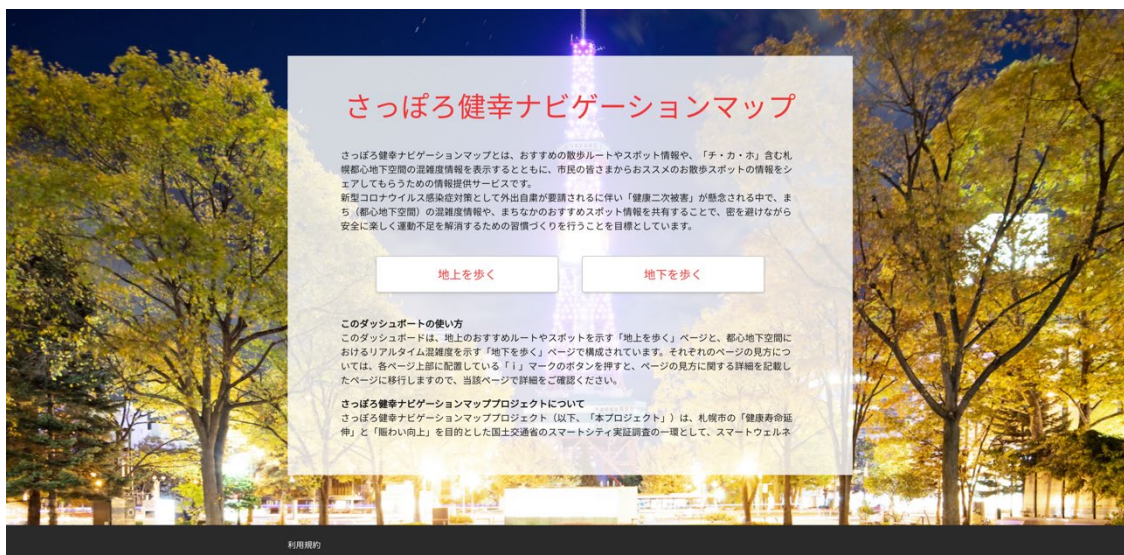 さっぽろ健幸ナビゲーションマップ
さっぽろ健幸ナビゲーションマップとは、おすすめの散歩ルートやスポット情報や、「チ・カ・ホ」含む札
幌都心地下空間の混雑度情報を表示するとともに、市民の皆さまからおススメのお散歩スポットの情報をシ
ェアしてもらうための情報提供サービスです。
新型コロナウイルス感染症対策として外出自粛が要請されるに伴い「健康二次被害」が懸念される中で、ま
ち（都心地下空間）の混雑度情報や、まちなかのおすすめスポット情報を共有することで、密を避けながら
安全に楽しく運動不足を解消するための習慣づくりを行うことを目標としています。
地上を歩く
地下を歩く
このダッシュボートの使い方
このダッシュボードは、地上のおすすめルートやスポットを示す「地上を歩く」ページと、都心地下空間に
おけるリアルタイム混雑度を示す「地下を歩く」ページで構成されています。それぞれのページの見方につ
いては、各ページ上部に配置している「ｉ」マークのボタンを押すと、ページの見方に関する詳細を記載し
たページに移行しますので、当該ページで詳細をご確認ください。
さっぽろ健幸ナビゲーションマッププロジェクトについて
さっぽろ健幸ナビゲーションマッププロジェクト（以下、「本プロジェクト」）は、札幌市の「健康寿命延
伸」と「賑わい向上」を目的とした国土交通省のスマートシティ実証調査の一環として、スマートウェルネ
利用規約